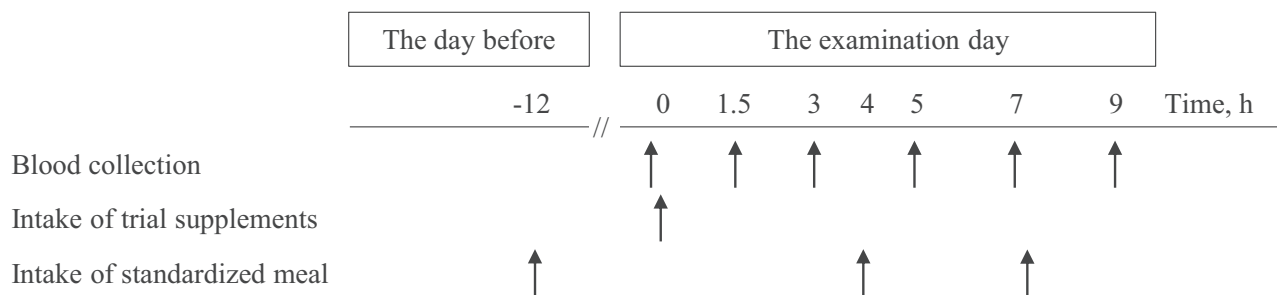 The day before The examination day
-12 0 1.5 3 4 5 7 9 Time, h
//
Blood collection
Intake of trial supplements
Intake of standardized meal